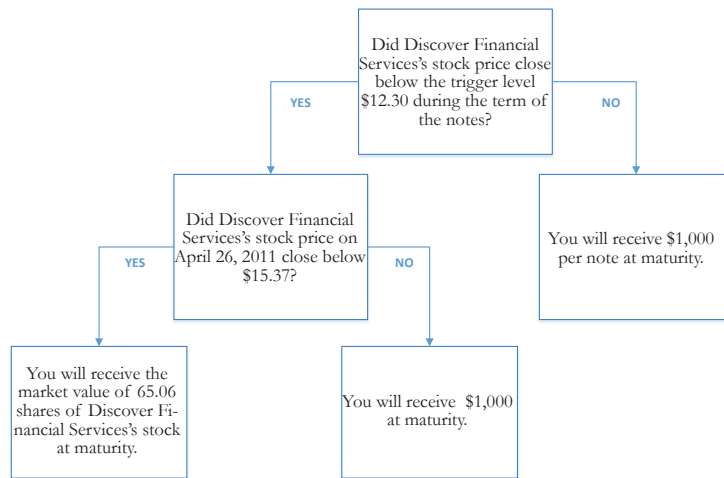 Did Discover Financial
Services's stock price close
below the trigger level
$12.30 during the term of
the notes?
YES
NO
Did Discover Financial
Services's stock price on
April 26, 2011 close below
$15.37?
You will receive $1,000
per note at maturity.
YES
NO
You will receive the
market value of 65.06
shares of Discover Fi-
nancial Services's stock
at maturity.
You will receive $1,000
at maturity.